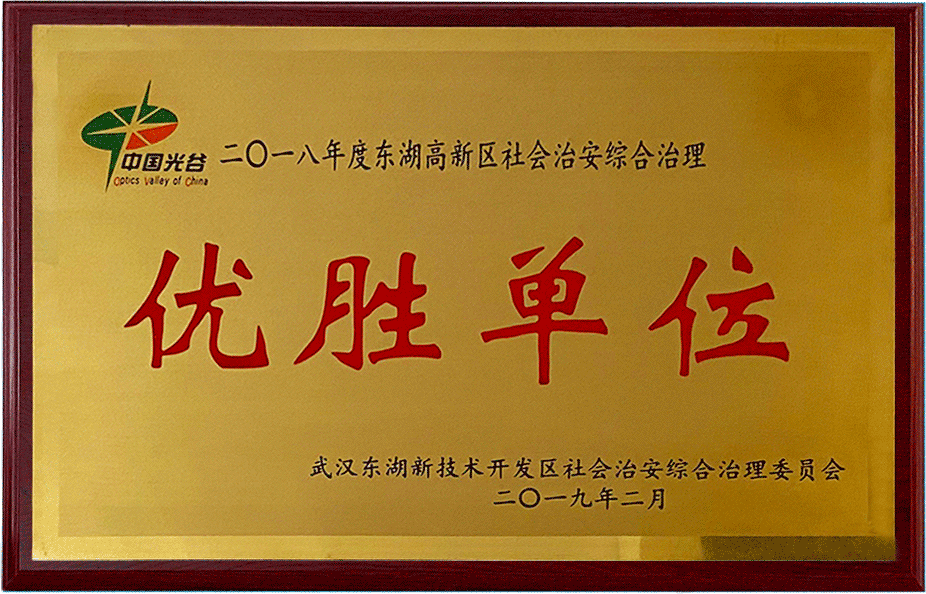 中国光谷
Optics Valley of China
二〇一八年度东湖高新区社会治安综合治理
优胜单位
武汉东湖新技术开发区社会治安综合治理委员会
二〇一九年二月